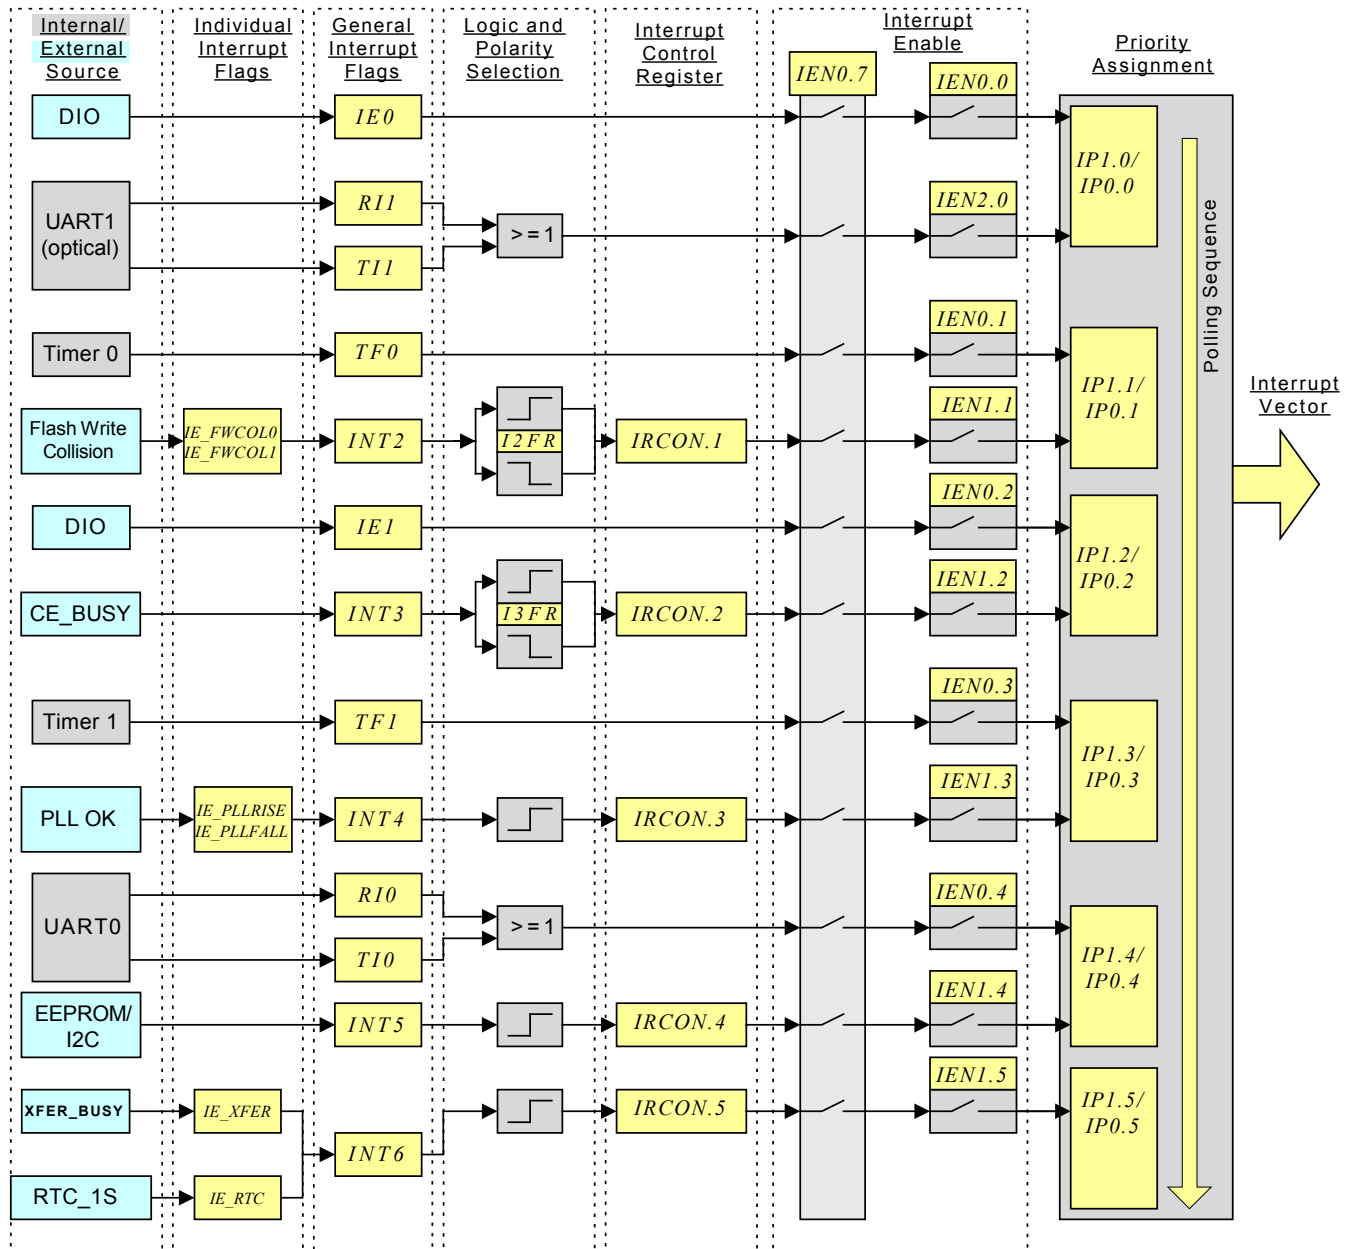 Internal/
External
Source
Individual
Interrupt
Flags
General
Interrupt
Flags
Logic and
Polarity
Selection
Interrupt
Control
Register
Interrupt
Enable
Priority
Assignment
IEN0.7
DIO
IE0
IEN0.0
IP1.0/
IP0.0
UART1
(optical)
RI1
TI1
>=1
IEN2.0
Polling Sequence
Timer 0
TF0
IEN0.1
IP1.1/
IP0.1
Flash Write
Collision
IE_FWCOL0
IE_FWCOL1
INT2
I2FR
IRCON.1
IEN1.1
Interrupt
Vector
DIO
IE1
IEN0.2
IP1.2/
IP0.2
CE_BUSY
INT3
I3FR
IRCON.2
IEN1.2
Timer 1
TF1
IEN0.3
IP1.3/
IP0.3
PLL OK
IE_PLLRISE
IE_PLLFALL
INT4
IRCON.3
IEN1.3
UART0
RI0
TI0
>=1
IEN0.4
IP1.4/
IP0.4
EEPROM/
I2C
INT5
IRCON.4
IEN1.4
XFER_BUSY
IE_XFER
INT6
IRCON.5
IEN1.5
IP1.5/
IP0.5
RTC_1S
IE_RTC